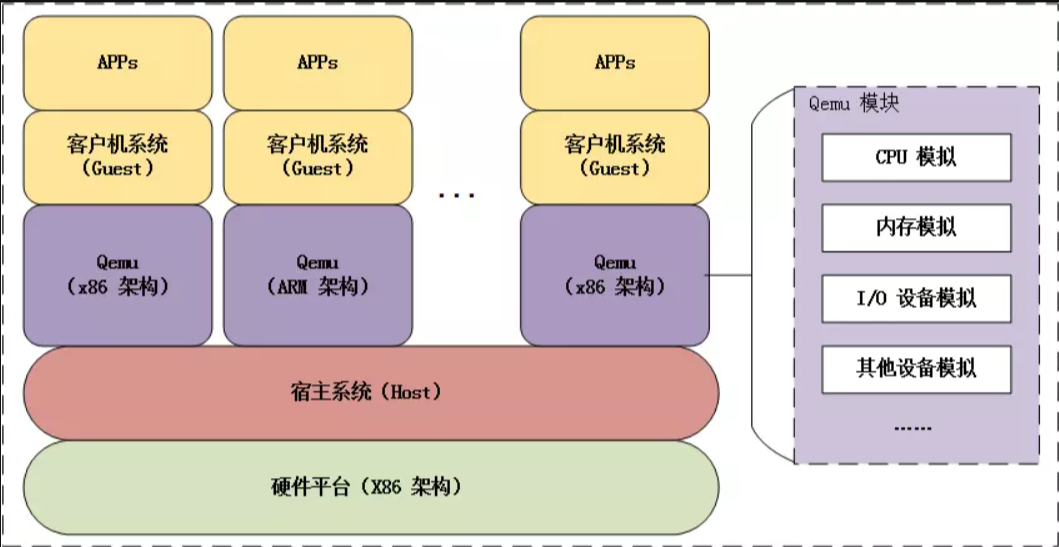 APPs
APPs
APPs
客户机系统
(Guest)
客户机系统
(Guest)
...
客户机系统
(Guest)
Qemu
(x86 架构)
Qemu
(ARM 架构)
Qemu
(x86 架构)
宿主系统（Host）
硬件平台（X86 架构）
Qemu 模块
CPU 模拟
内存模拟
I/O 设备模拟
其他设备模拟
......